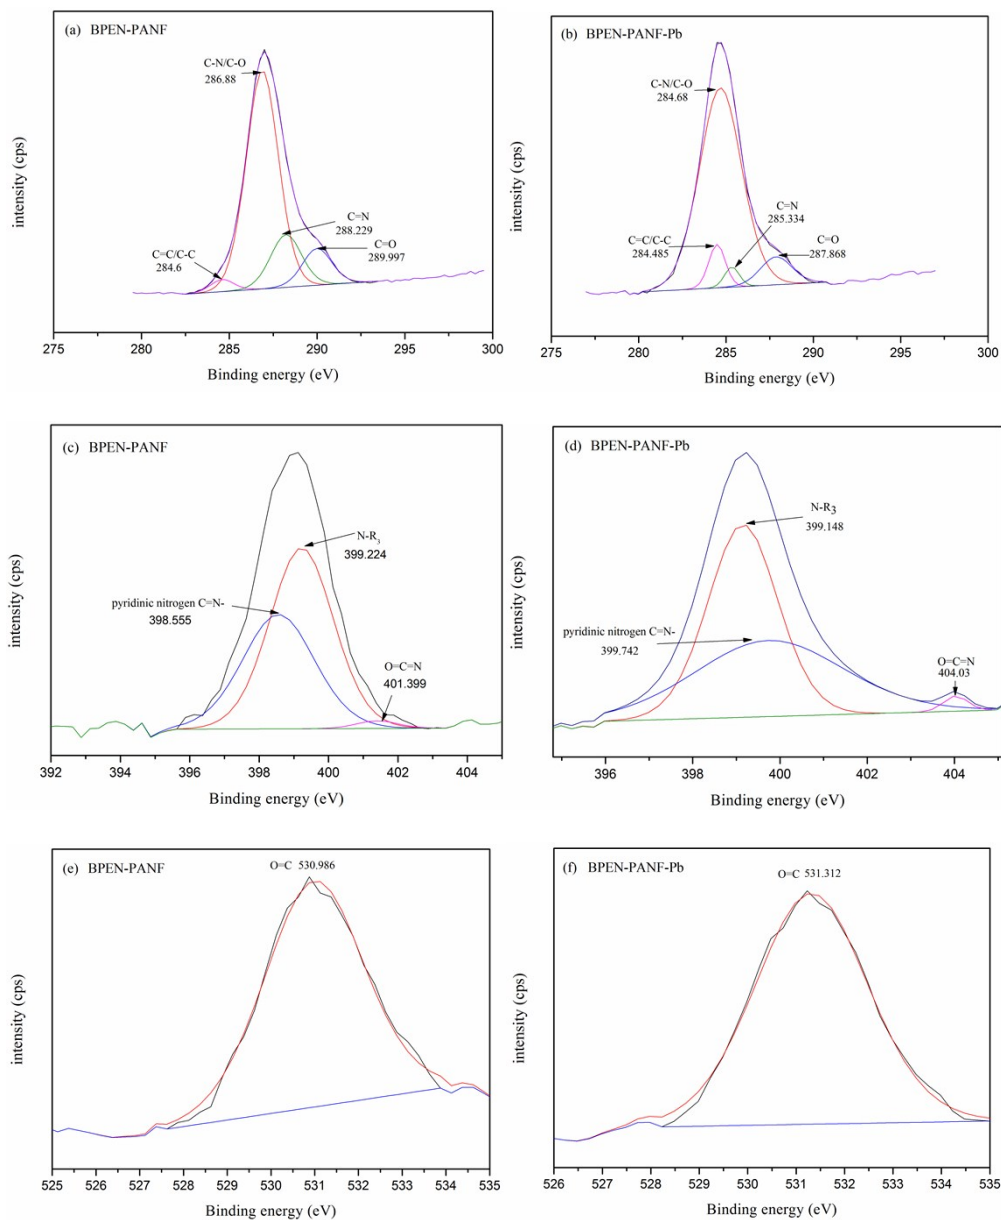 (a) BPEN-PANF
C-N/C-O
286.88
C=N
288.229
C=O
289.997
C=C/C-C
284.6
intensity (cps)
275 280 285 290 295 300
Binding energy (eV)
(b) BPEN-PANF-Pb
C-N/C-O
284.68
C=N
285.334
C=C/C-C
284.485
C=O
287.868
intensity (cps)
275 280 285 290 295 300
Binding energy (eV)
(c) BPEN-PANF
N-R3
399.224
pyridinic nitrogen C=N-
398.555
O=C=N
401.399
intensity (cps)
392 394 396 398 400 402 404
Binding energy (eV)
(d) BPEN-PANF-Pb
N-R3
399.148
pyridinic nitrogen C=N-
399.742
O=C=N
404.03
intensity (cps)
396 398 400 402 404
Binding energy (eV)
(e) BPEN-PANF
O=C 530.986
intensity (cps)
525 526 527 528 529 530 531 532 533 534 535
Binding energy (eV)
(f) BPEN-PANF-Pb
O=C 531.312
intensity (cps)
526 527 528 529 530 531 532 533 534 535
Binding energy (eV)